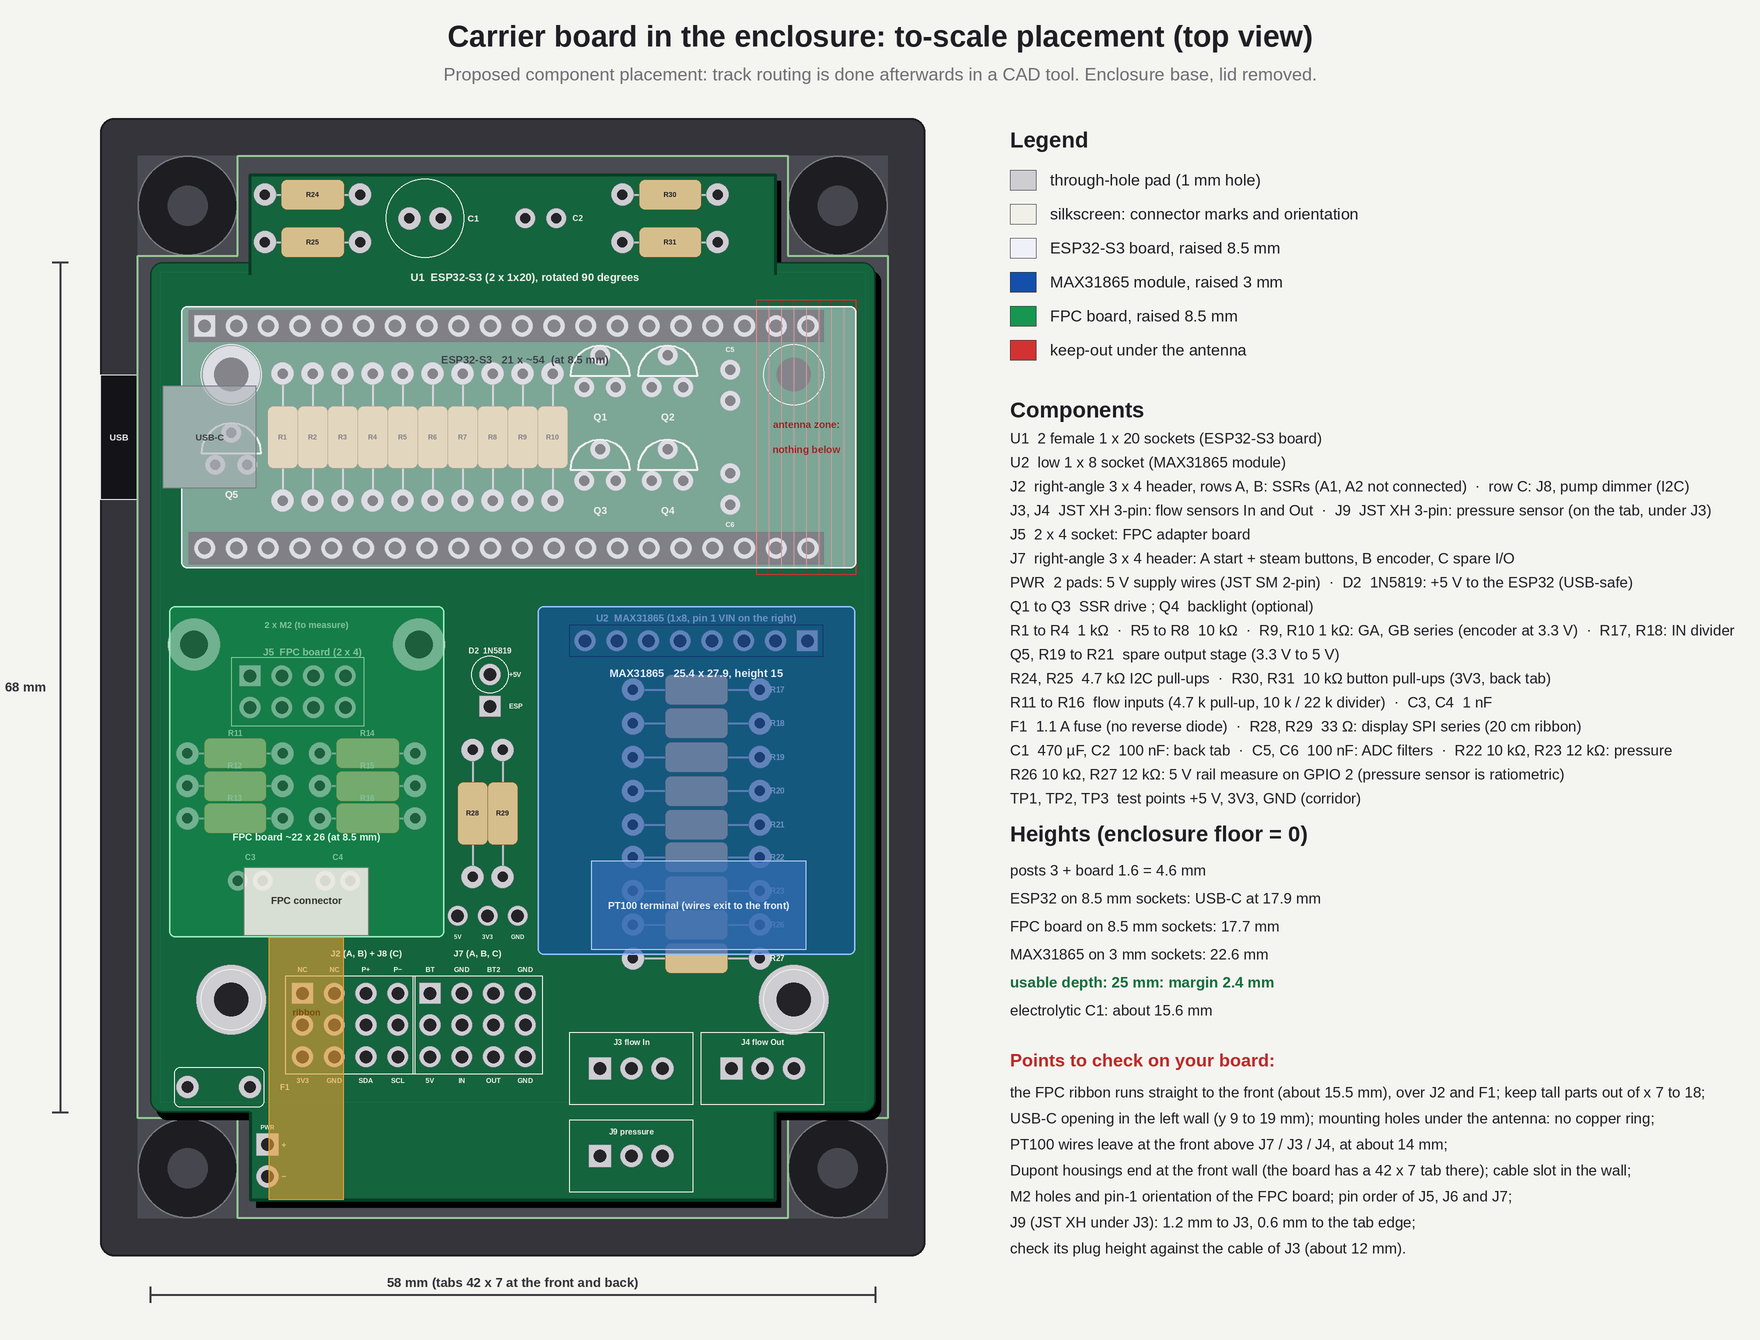 Carrier board in the enclosure: to-scale placement (top view)
Proposed component placement: track routing is done afterwards in a CAD tool. Enclosure base, lid removed.
R24
R25
C1
C2
R30
R31
U1 ESP32-S3 (2 x 1x20), rotated 90 degrees
ESP32-S3 21 x ~54 (at 8.5 mm)
C5
USB
USB-C
Q5
R1
R2
R3
R4
R5
R6
R7
R8
R9
R10
Q1
Q2
Q3
Q4
C6
antenna zone:
nothing below
68 mm
2 x M2 (to measure)
J5 FPC board (2 x 4)
R11
R14
R12
R15
R13
R16
FPC board ~22 x 26 (at 8.5 mm)
C3
C4
FPC connector
ribbon
D2 1N5819
+5V
ESP
R28
R29
5V
3V3
GND
U2 MAX31865 (1x8, pin 1 VIN on the right)
MAX31865 25.4 x 27.9, height 15
R17
R18
R19
R20
R21
R22
R23
R26
R27
PT100 terminal (wires exit to the front)
J2 (A, B) + J8 (C)
J7 (A, B, C)
NC
NC
P+
P−
BT
GND
BT2
GND
3V3
GND
SDA
SCL
5V
IN
OUT
GND
F1
PWR
+
−
J3 flow In
J4 flow Out
J9 pressure
58 mm (tabs 42 x 7 at the front and back)
Legend
through-hole pad (1 mm hole)
silkscreen: connector marks and orientation
ESP32-S3 board, raised 8.5 mm
MAX31865 module, raised 3 mm
FPC board, raised 8.5 mm
keep-out under the antenna
Components
U1 2 female 1 x 20 sockets (ESP32-S3 board)
U2 low 1 x 8 socket (MAX31865 module)
J2 right-angle 3 x 4 header, rows A, B: SSRs (A1, A2 not connected) · row C: J8, pump dimmer (I2C)
J3, J4 JST XH 3-pin: flow sensors In and Out · J9 JST XH 3-pin: pressure sensor (on the tab, under J3)
J5 2 x 4 socket: FPC adapter board
J7 right-angle 3 x 4 header: A start + steam buttons, B encoder, C spare I/O
PWR 2 pads: 5 V supply wires (JST SM 2-pin) · D2 1N5819: +5 V to the ESP32 (USB-safe)
Q1 to Q3 SSR drive ; Q4 backlight (optional)
R1 to R4 1 kΩ · R5 to R8 10 kΩ · R9, R10 1 kΩ: GA, GB series (encoder at 3.3 V) · R17, R18: IN divider
Q5, R19 to R21 spare output stage (3.3 V to 5 V)
R24, R25 4.7 kΩ I2C pull-ups · R30, R31 10 kΩ button pull-ups (3V3, back tab)
R11 to R16 flow inputs (4.7 k pull-up, 10 k / 22 k divider) · C3, C4 1 nF
F1 1.1 A fuse (no reverse diode) · R28, R29 33 Ω: display SPI series (20 cm ribbon)
C1 470 µF, C2 100 nF: back tab · C5, C6 100 nF: ADC filters · R22 10 kΩ, R23 12 kΩ: pressure
R26 10 kΩ, R27 12 kΩ: 5 V rail measure on GPIO 2 (pressure sensor is ratiometric)
TP1, TP2, TP3 test points +5 V, 3V3, GND (corridor)
Heights (enclosure floor = 0)
posts 3 + board 1.6 = 4.6 mm
ESP32 on 8.5 mm sockets: USB-C at 17.9 mm
FPC board on 8.5 mm sockets: 17.7 mm
MAX31865 on 3 mm sockets: 22.6 mm
usable depth: 25 mm: margin 2.4 mm
electrolytic C1: about 15.6 mm
Points to check on your board:
the FPC ribbon runs straight to the front (about 15.5 mm), over J2 and F1; keep tall parts out of x 7 to 18;
USB-C opening in the left wall (y 9 to 19 mm); mounting holes under the antenna: no copper ring;
PT100 wires leave at the front above J7 / J3 / J4, at about 14 mm;
Dupont housings end at the front wall (the board has a 42 x 7 tab there); cable slot in the wall;
M2 holes and pin-1 orientation of the FPC board; pin order of J5, J6 and J7;
J9 (JST XH under J3): 1.2 mm to J3, 0.6 mm to the tab edge;
check its plug height against the cable of J3 (about 12 mm).